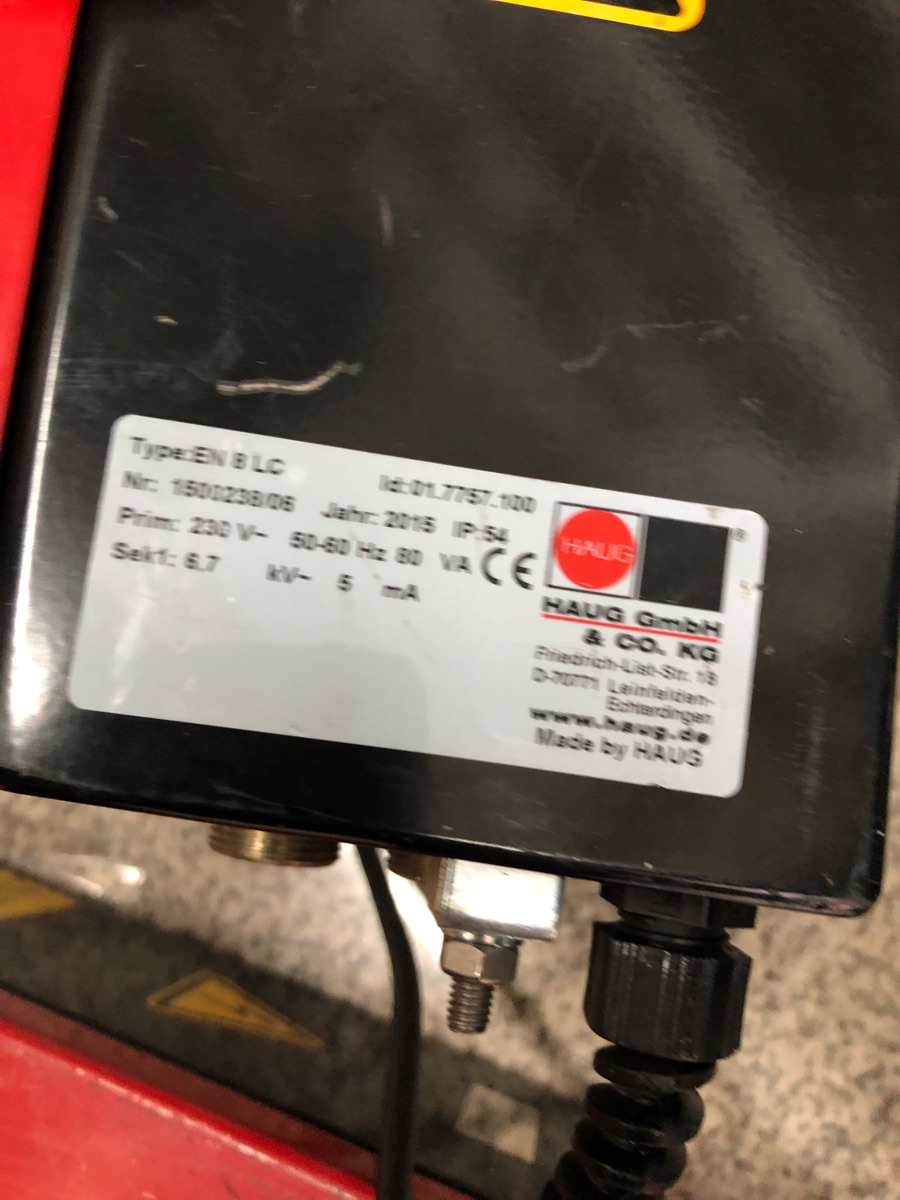 Type:EN 8 LC
Id:01.7757.100
Nr: 1500238/06 Jahr: 2015 IP:54
Prim: 230 V~ 50-60 Hz 80 VA CE
Sek1: 6.7 kV~ 5 mA
HAUG
®
HAUG GmbH
& CO. KG
Friedrich-List-Str. 18
D-70771 Leinfelden-
Echterdingen
www.haug.de
Made by HAUG